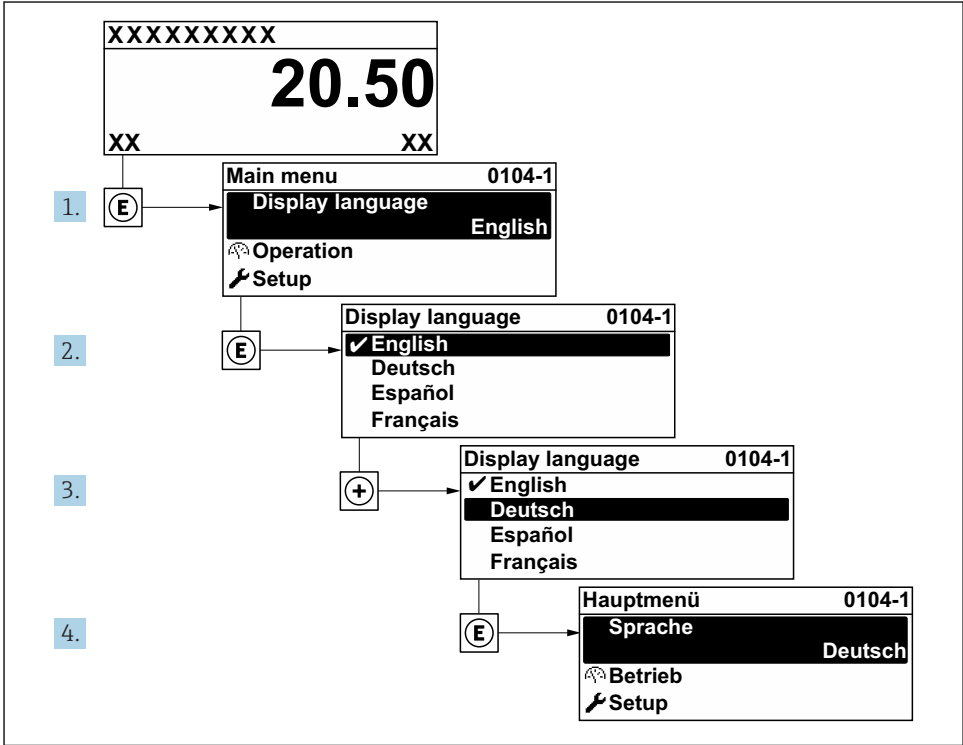 XXXXXXXXX
20.50
XX XX
1. E
Main menu 0104-1
Display language
English
Operation
Setup
2. E
Display language 0104-1
✔English
Deutsch
Español
Français
3. +
Display language 0104-1
✔English
Deutsch
Español
Français
4. E
Hauptmenü 0104-1
Sprache
Deutsch
Betrieb
Setup